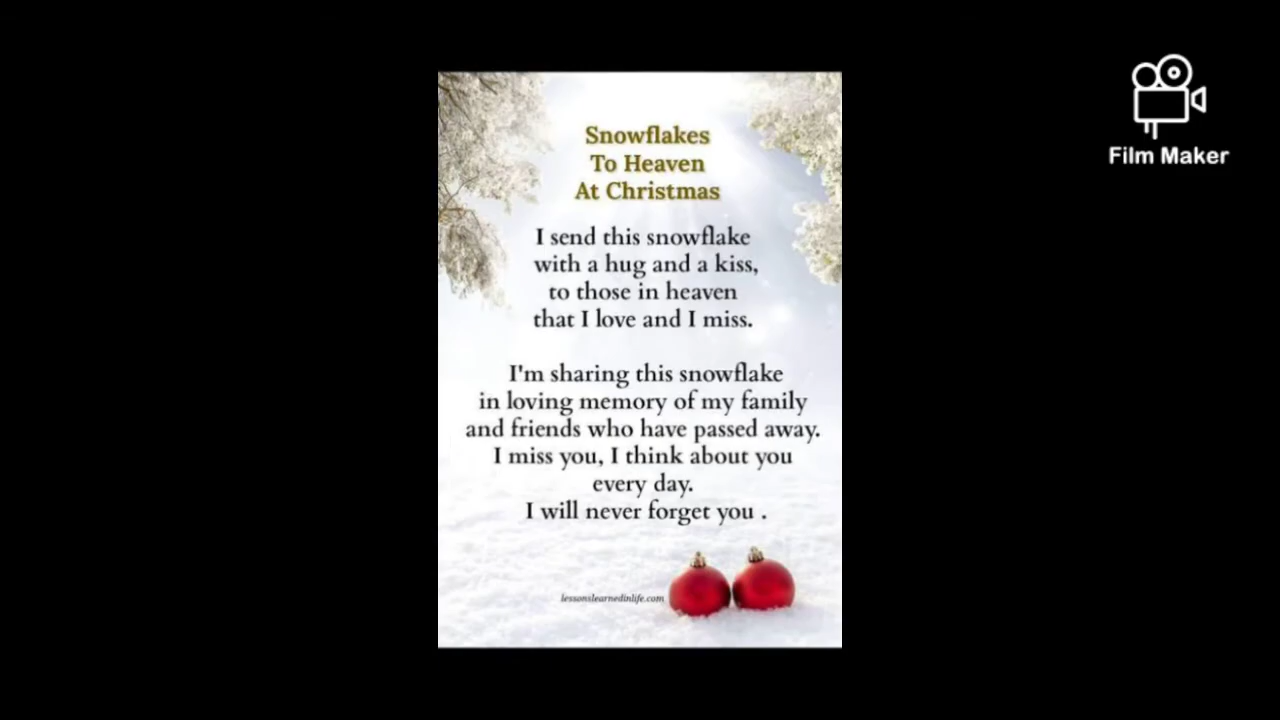 Film Maker
Snowflakes
To Heaven
At Christmas
I send this snowflake
with a hug and a kiss,
to those in heaven
that I love and I miss.
I'm sharing this snowflake
in loving memory of my family
and friends who have passed away.
I miss you, I think about you
every day.
I will never forget you .
lessonslearnedinlife.com